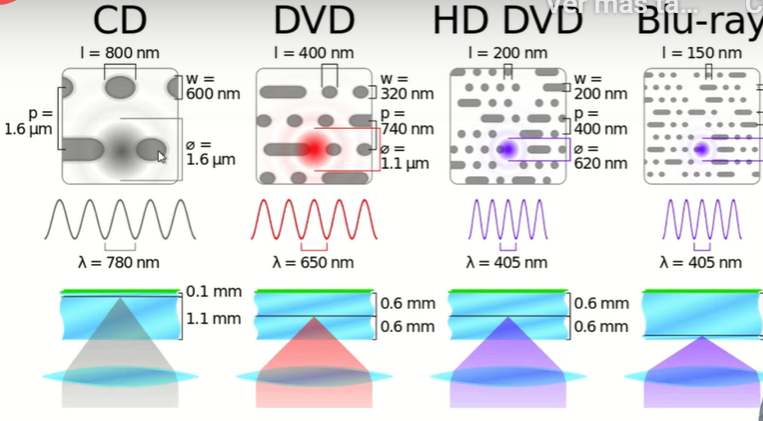 Ver más ta...
CD
DVD
HD DVD
Blu-ray
l = 800 nm
w =
600 nm
p =
1.6 µm
ø =
1.6 µm
λ = 780 nm
0.1 mm
1.1 mm
l = 400 nm
w =
320 nm
p =
740 nm
ø =
1.1 µm
λ = 650 nm
0.6 mm
0.6 mm
l = 200 nm
w =
200 nm
p =
400 nm
ø =
620 nm
λ = 405 nm
0.6 mm
0.6 mm
l = 150 nm
λ = 405 nm